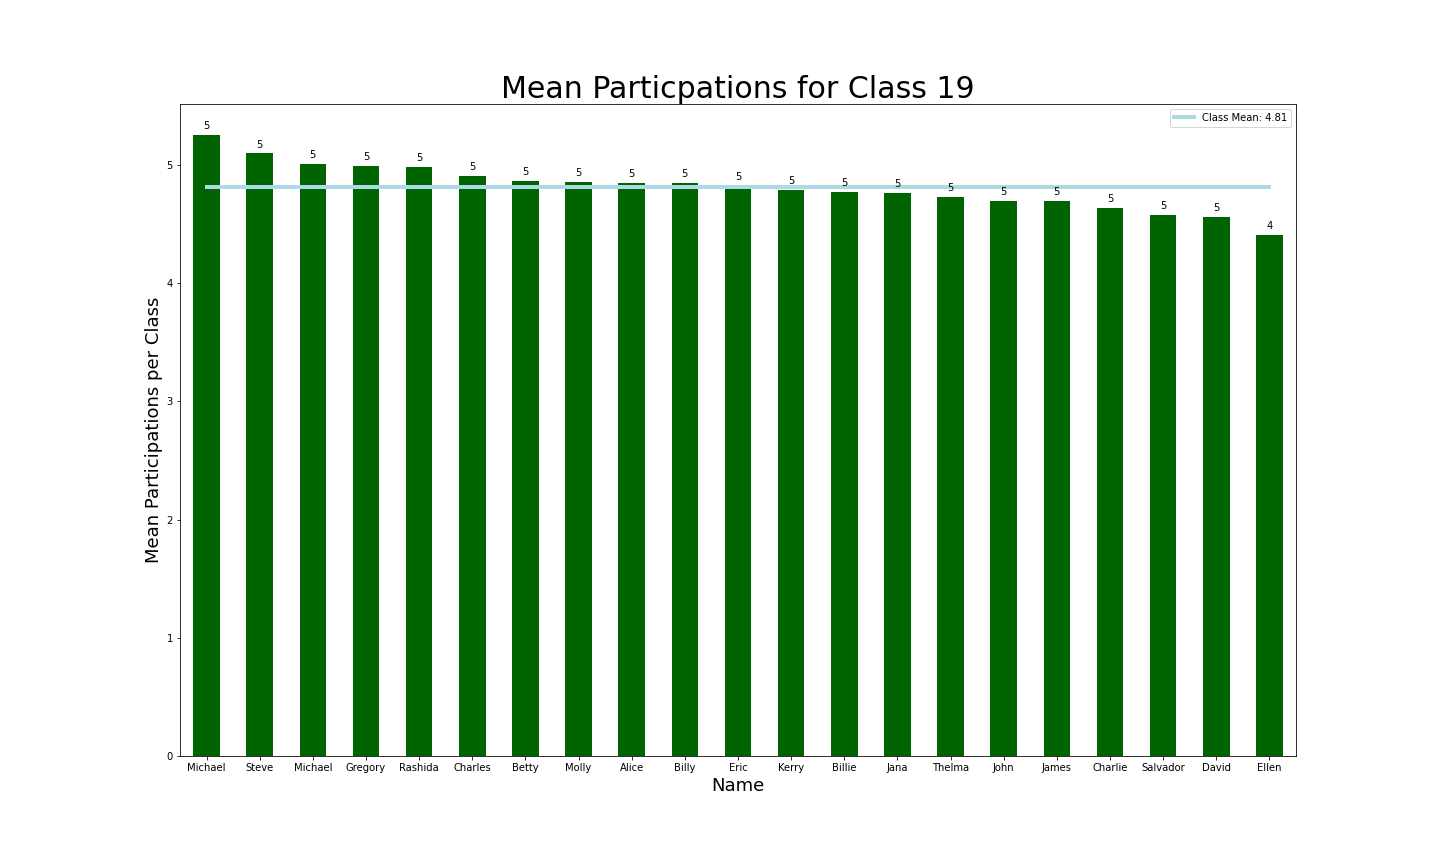 Mean Particpations for Class 19
Class Mean: 4.81
5 5 5 5 5 5 5 5 5 5 5 5 5 5 5 5 5 5 5 5 4
5
4
3
2
1
0
Mean Participations per Class
Michael Steve Michael Gregory Rashida Charles Betty Molly Alice Billy Eric Kerry Billie Jana Thelma John James Charlie Salvador David Ellen
Name